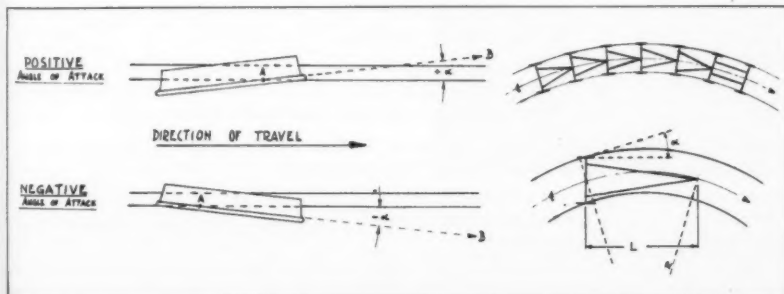 POSITIVE
ANGLE OF ATTACK
A
B
+ α
DIRECTION OF TRAVEL
NEGATIVE
ANGLE OF ATTACK
A
- α
B
α
L